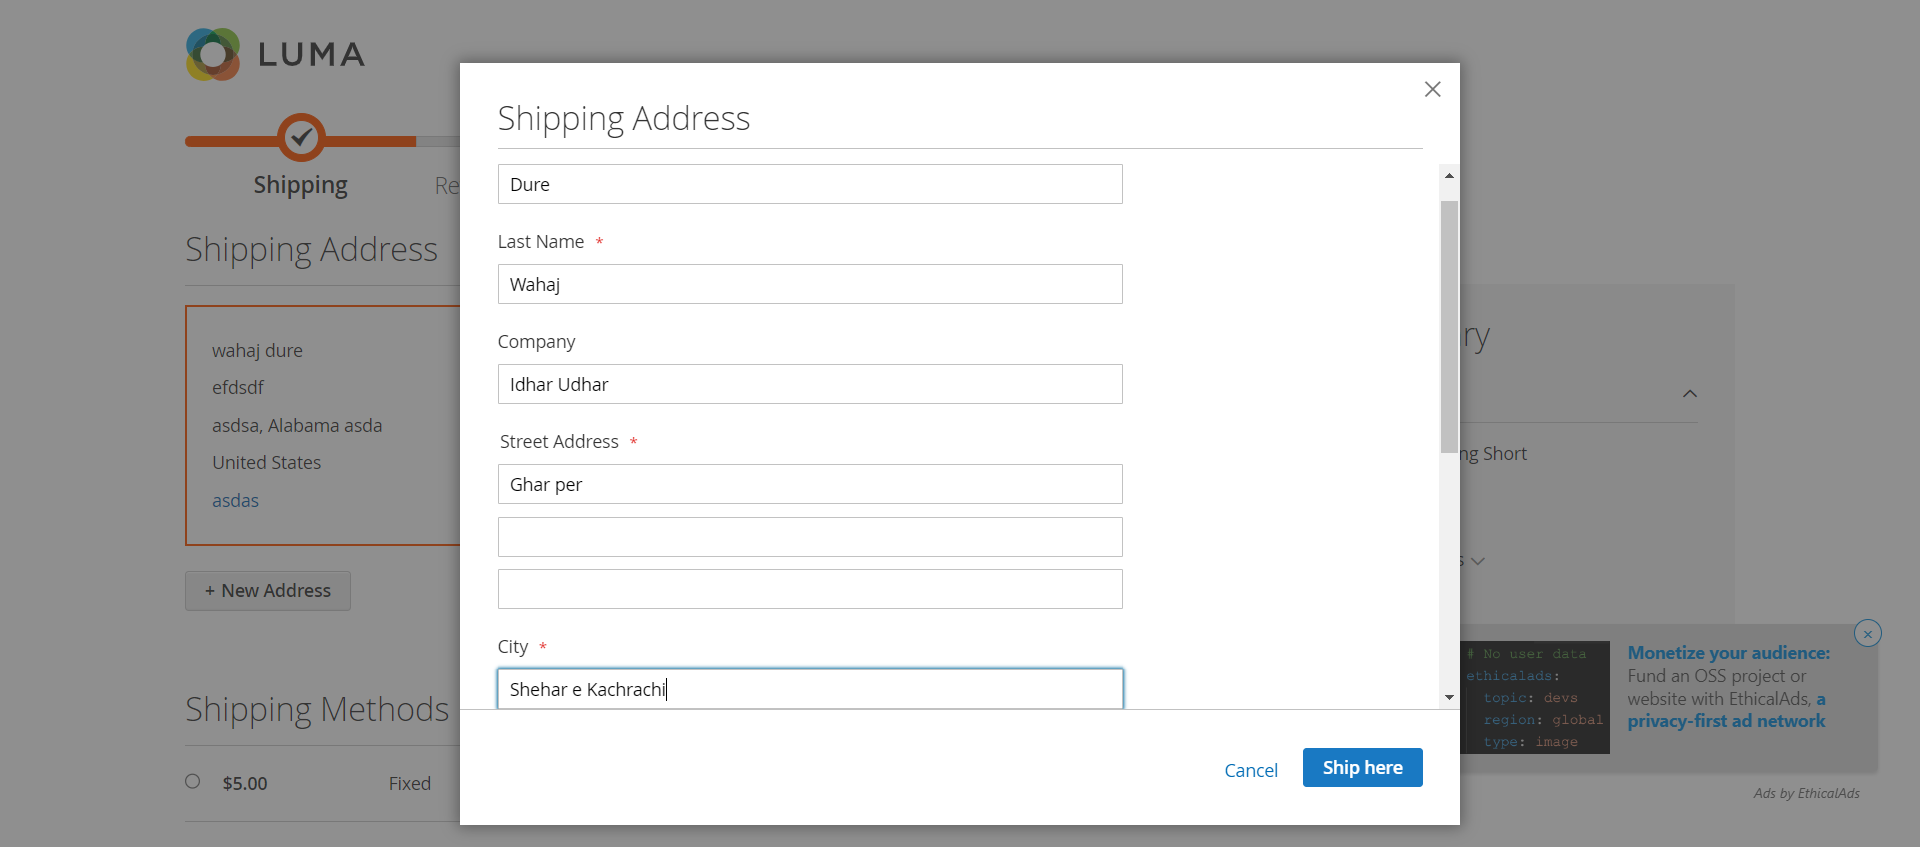 LUMA
Shipping
Re
Shipping Address
wahaj dure
efdsdf
asdsa, Alabama asda
United States
asdas
+ New Address
Shipping Methods
$5.00 Fixed
Shipping Address
Dure
Last Name *
Wahaj
Company
Idhar Udhar
Street Address *
Ghar per
City *
Shehar e Kachrachi
Cancel
Ship here
ry
ng Short
s
# No user data
ethicalads:
topic: devs
region: global
type: image
Monetize your audience:
Fund an OSS project or
website with EthicalAds, a
privacy-first ad network
Ads by EthicalAds